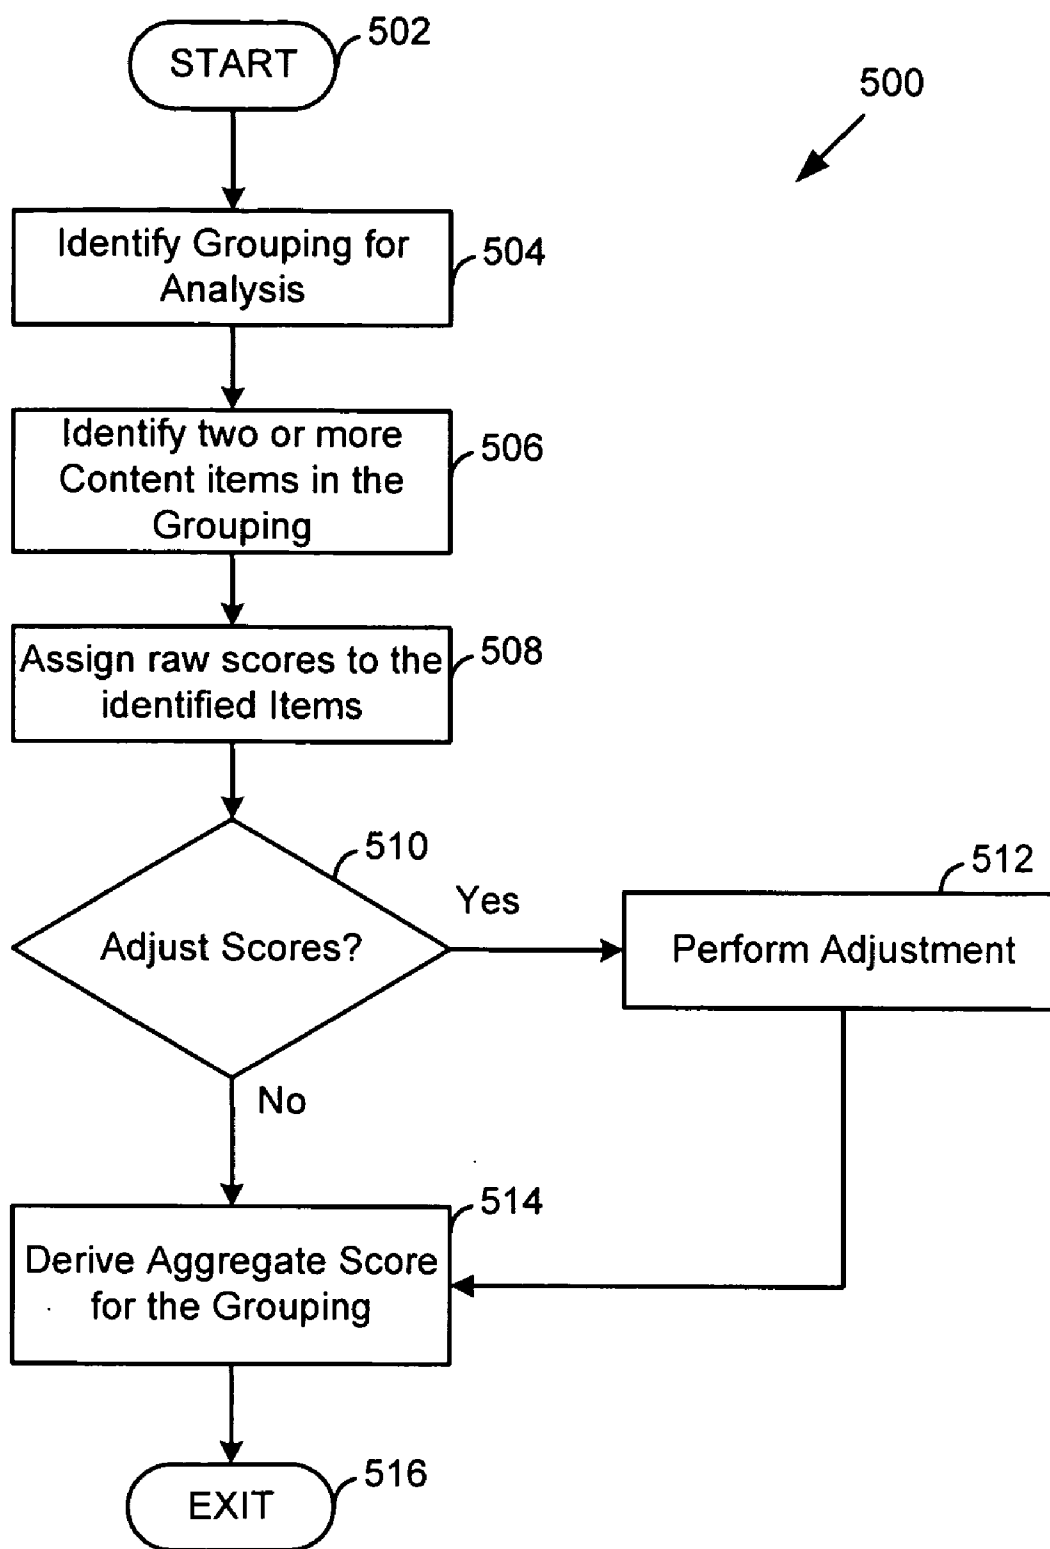 START
502
500
Identify Grouping for
Analysis
504
Identify two or more
Content items in the
Grouping
506
Assign raw scores to the
identified Items
508
510
Adjust Scores?
Yes
512
Perform Adjustment
No
514
Derive Aggregate Score
for the Grouping
516
EXIT